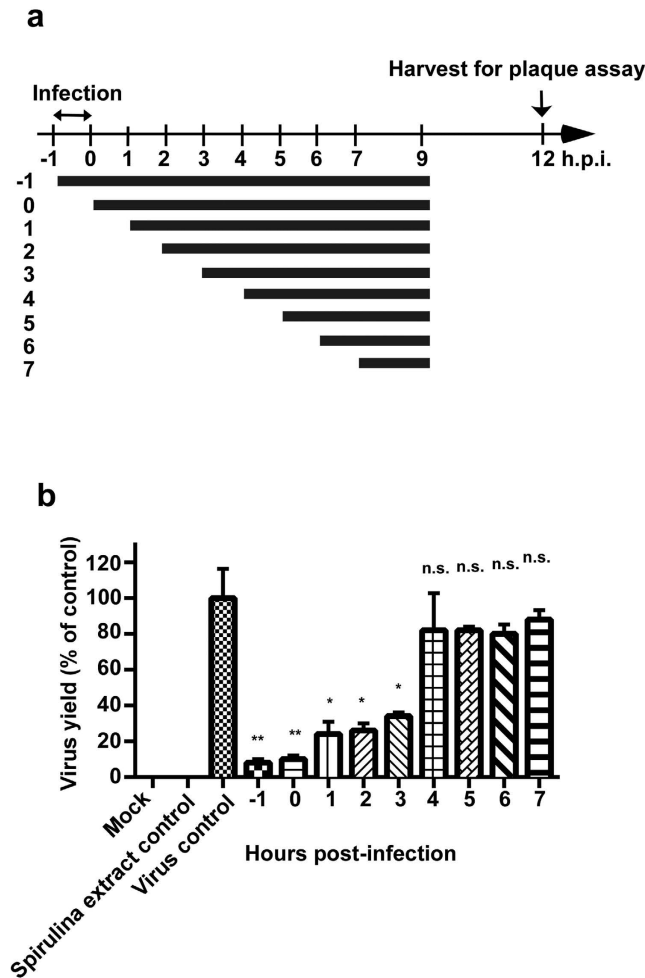 a
Harvest for plaque assay
Infection
-1 0 1 2 3 4 5 6 7 9 12 h.p.i.
-1
0
1
2
3
4
5
6
7
b
Virus yield (% of control)
120
100
80
60
40
20
0
** ** * * * n.s. n.s. n.s. n.s.
Mock
Spirulina extract control
Virus control
-1 0 1 2 3 4 5 6 7
Hours post-infection